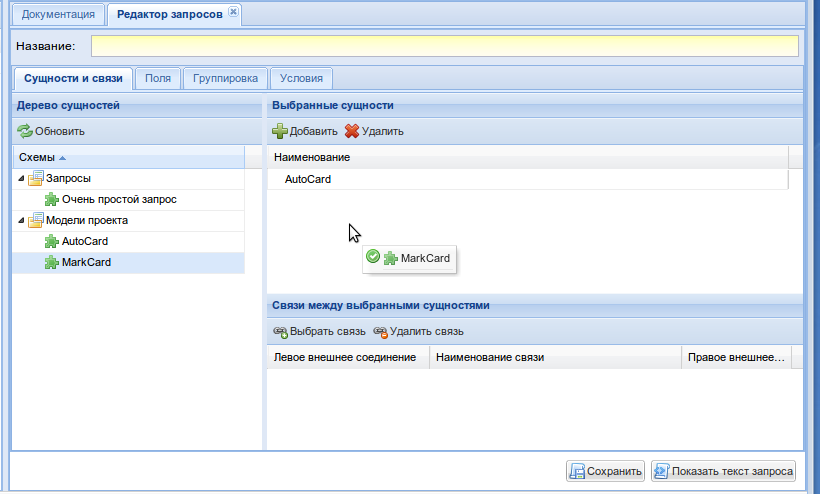 Документация Редактор запросов
Название:
Сущности и связи Поля Группировка Условия
Дерево сущностей
Обновить
Схемы
Запросы
Очень простой запрос
Модели проекта
AutoCard
MarkCard
Выбранные сущности
Добавить Удалить
Наименование
AutoCard
MarkCard
Связи между выбранными сущностями
Выбрать связь Удалить связь
Левое внешнее соединение Наименование связи Правое внешнее...
Сохранить Показать текст запроса